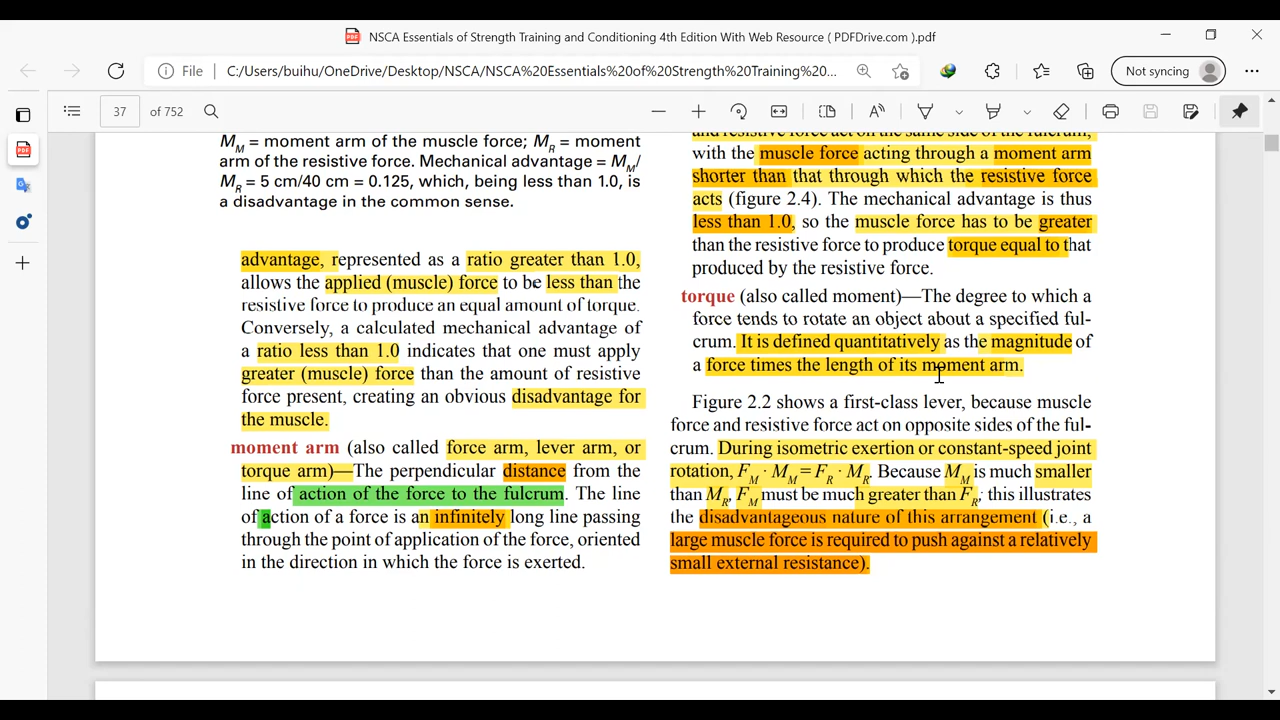 NSCA Essentials of Strength Training and Conditioning 4th Edition With Web Resource ( PDFDrive.com ).pdf
File C:/Users/buihu/OneDrive/Desktop/NSCA/NSCA%20Essentials%20of%20Strength%20Training%20... Not syncing
37 of 752
M_M = moment arm of the muscle force; M_R = moment
arm of the resistive force. Mechanical advantage = M_M/
M_R = 5 cm/40 cm = 0.125, which, being less than 1.0, is
a disadvantage in the common sense.
advantage, represented as a ratio greater than 1.0,
allows the applied (muscle) force to be less than the
resistive force to produce an equal amount of torque.
Conversely, a calculated mechanical advantage of
a ratio less than 1.0 indicates that one must apply
greater (muscle) force than the amount of resistive
force present, creating an obvious disadvantage for
the muscle.
moment arm (also called force arm, lever arm, or
torque arm)—The perpendicular distance from the
line of action of the force to the fulcrum. The line
of action of a force is an infinitely long line passing
through the point of application of the force, oriented
in the direction in which the force is exerted.
and resistive force act on the same side of the fulcrum,
with the muscle force acting through a moment arm
shorter than that through which the resistive force
acts (figure 2.4). The mechanical advantage is thus
less than 1.0, so the muscle force has to be greater
than the resistive force to produce torque equal to that
produced by the resistive force.
torque (also called moment)—The degree to which a
force tends to rotate an object about a specified ful-
crum. It is defined quantitatively as the magnitude of
a force times the length of its moment arm.
Figure 2.2 shows a first-class lever, because muscle
force and resistive force act on opposite sides of the ful-
crum. During isometric exertion or constant-speed joint
rotation, F_M · M_M = F_R · M_R. Because M_M is much smaller
than M_R, F_M must be much greater than F_R; this illustrates
the disadvantageous nature of this arrangement (i.e., a
large muscle force is required to push against a relatively
small external resistance).